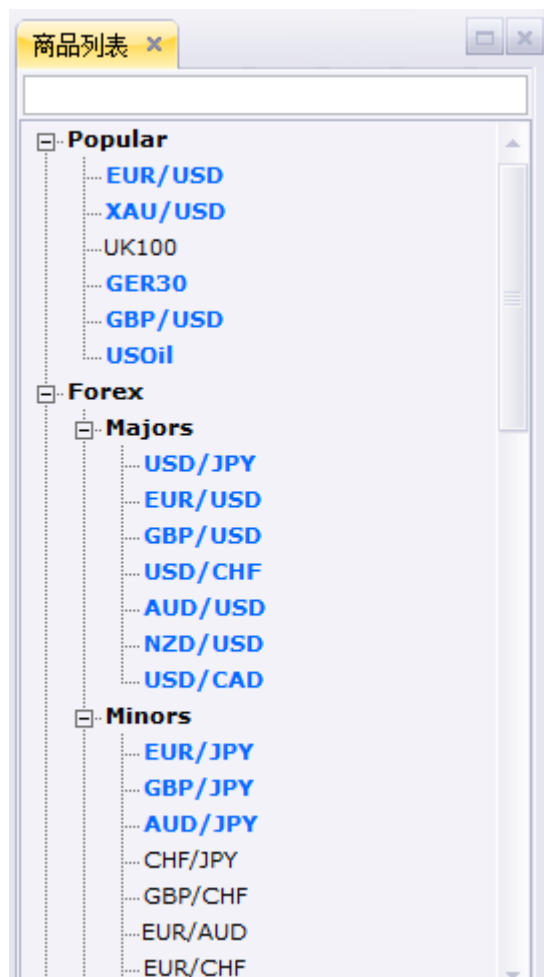 商品列表
Popular
EUR/USD
XAU/USD
UK100
GER30
GBP/USD
USOil
Forex
Majors
USD/JPY
EUR/USD
GBP/USD
USD/CHF
AUD/USD
NZD/USD
USD/CAD
Minors
EUR/JPY
GBP/JPY
AUD/JPY
CHF/JPY
GBP/CHF
EUR/AUD
EUR/CHF